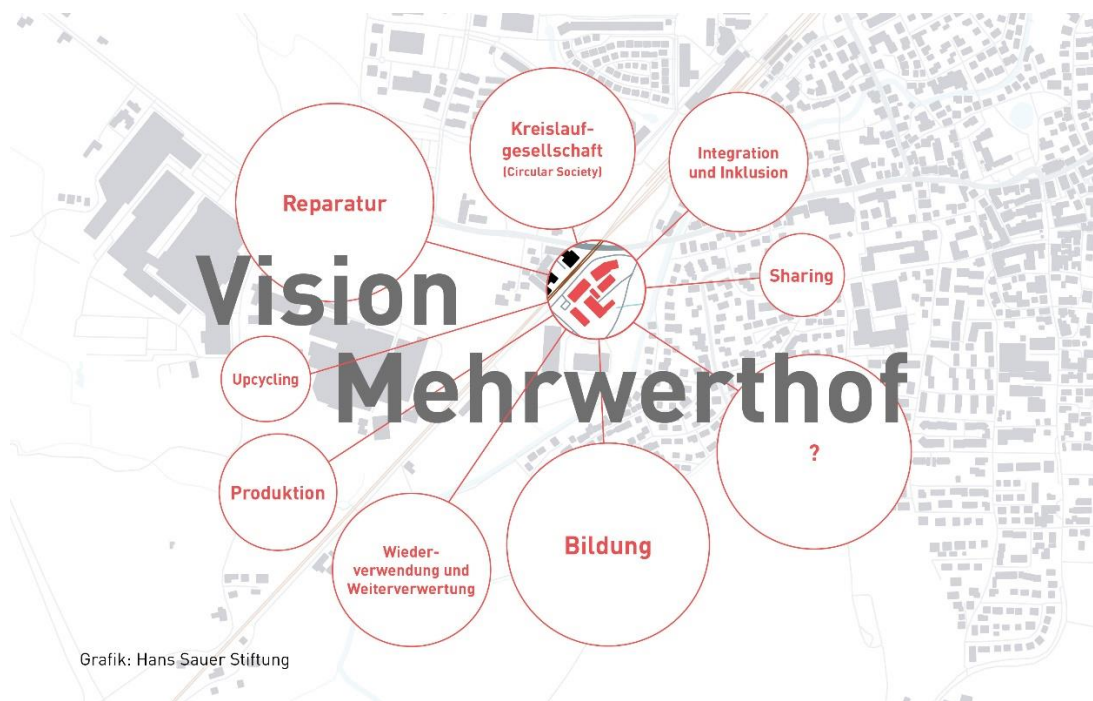 Kreislauf-
gesellschaft
(Circular Society)
Integration
und Inklusion
Reparatur
Sharing
Vision
Mehrwerthof
Upcycling
?
Produktion
Bildung
Wieder-
verwendung und
Weiterverwertung
Grafik: Hans Sauer Stiftung